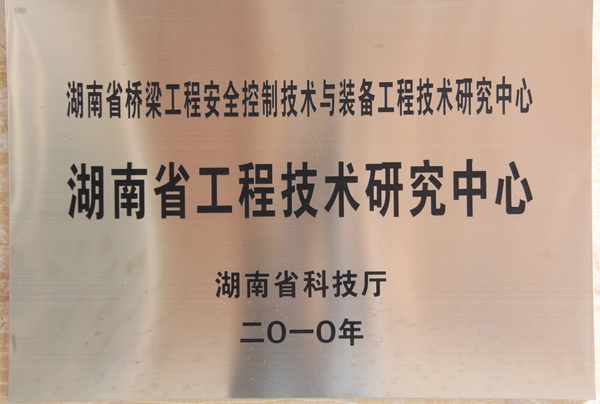 湖南省桥梁工程安全控制技术与装备工程技术研究中心
湖南省工程技术研究中心
湖南省科技厅
二〇一〇年